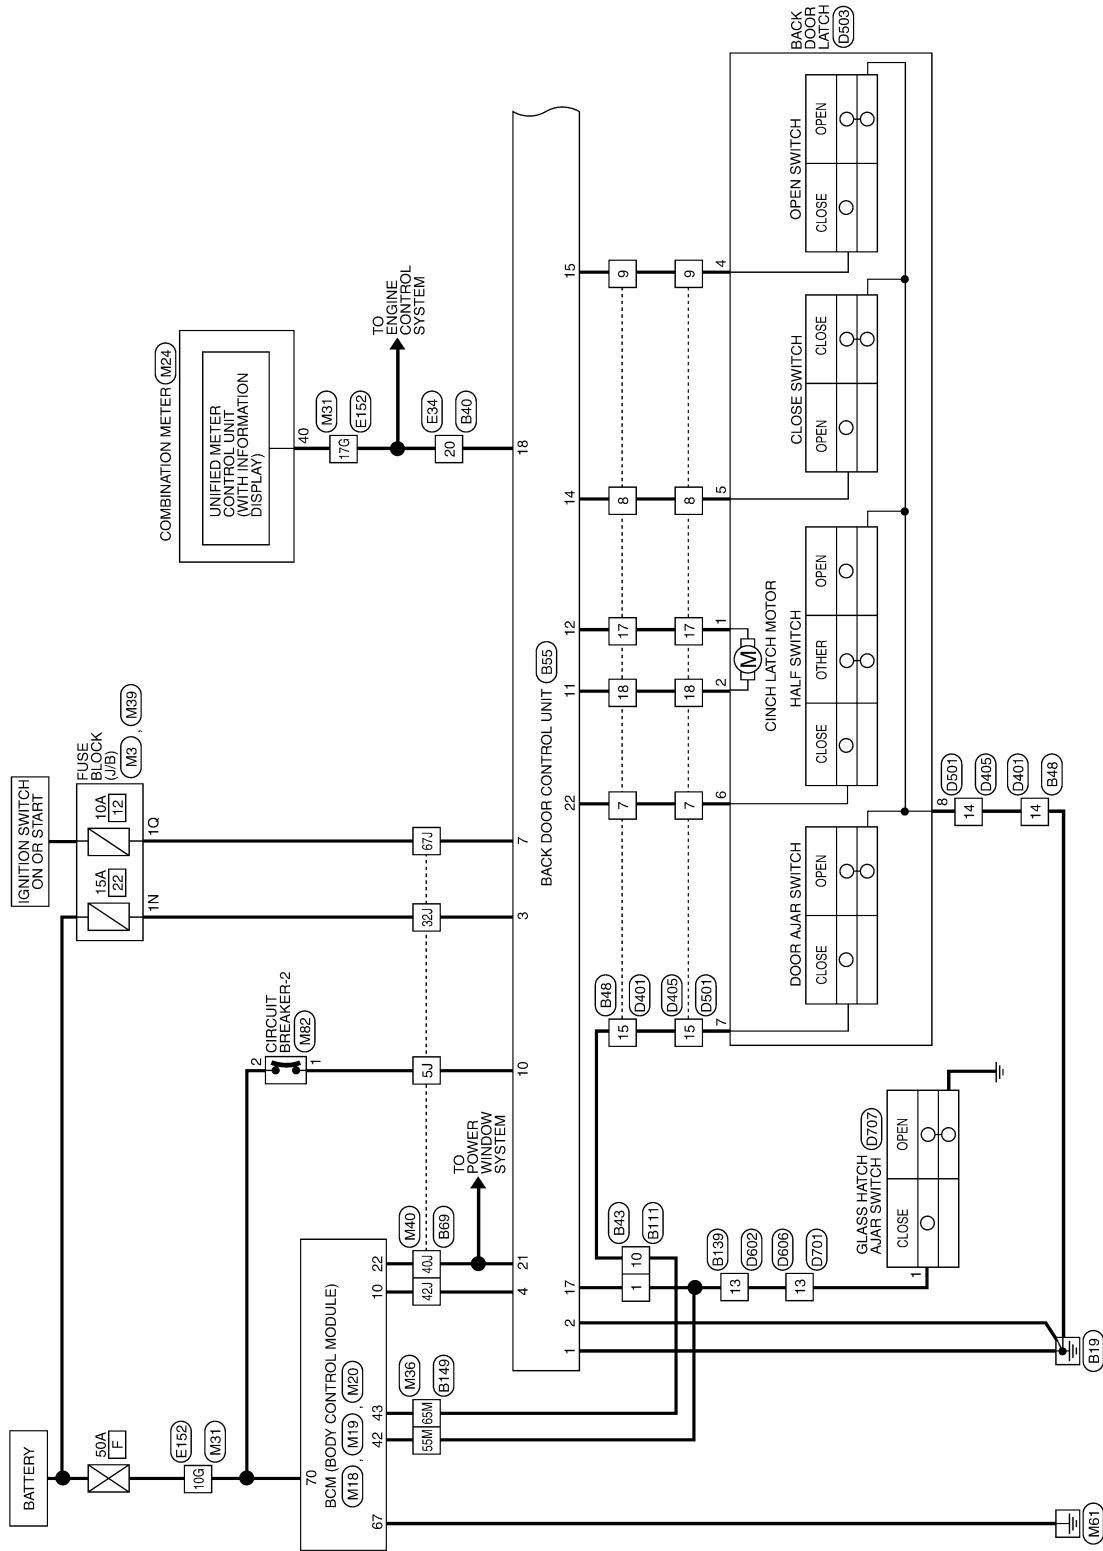 BATTERY
50A
F
E152
10G
M31
70
BCM (BODY CONTROL MODULE)
M18 , M19 , M20
67
42
43
10
22
M36
55M
65M
B149
M40
42J
40J
B69
TO
POWER
WINDOW
SYSTEM
CIRCUIT
BREAKER-2
M82
2
1
5J
IGNITION SWITCH
ON OR START
FUSE
BLOCK
(J/B)
M3 , M39
15A
22
10A
12
1N
1Q
32J
67J
COMBINATION METER M24
UNIFIED METER
CONTROL UNIT
(WITH INFORMATION
DISPLAY)
40
M31
17G
E152
TO
ENGINE
CONTROL
SYSTEM
E34
20
B40
4
21
10
3
7
18
BACK DOOR CONTROL UNIT B55
1
2
17
22
11
12
14
15
B43
1
10
B111
B139
13
D602
D606
13
D701
GLASS HATCH
AJAR SWITCH D707
CLOSE
OPEN
1
B48
15
D401
7
18
17
8
9
D405
15
D501
7
18
17
8
9
7
6
2
1
5
4
BACK
DOOR
LATCH
D503
M
CINCH LATCH MOTOR
DOOR AJAR SWITCH
CLOSE
OPEN
HALF SWITCH
CLOSE
OTHER
OPEN
CLOSE SWITCH
OPEN
CLOSE
OPEN SWITCH
CLOSE
OPEN
8
D501
14
D405
D401
14
B48
M61
B19